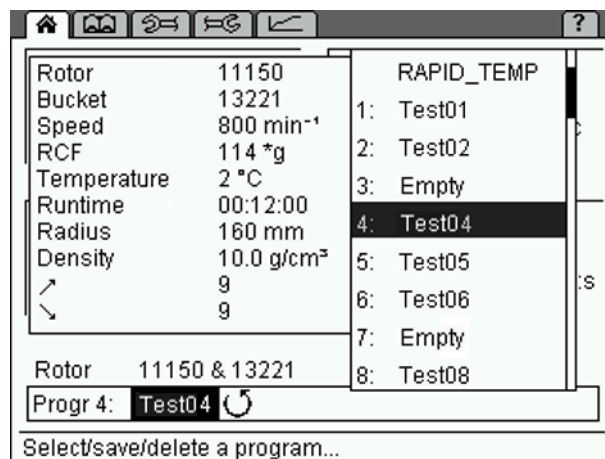 ?
Rotor 11150
Bucket 13221
Speed 800 min⁻¹
RCF 114 *g
Temperature 2 °C
Runtime 00:12:00
Radius 160 mm
Density 10.0 g/cm³
↗ 9
↘ 9
RAPID_TEMP
1: Test01
2: Test02
3: Empty
4: Test04
5: Test05
6: Test06
7: Empty
8: Test08
Rotor 11150 & 13221
Progr 4: Test04
Select/save/delete a program...